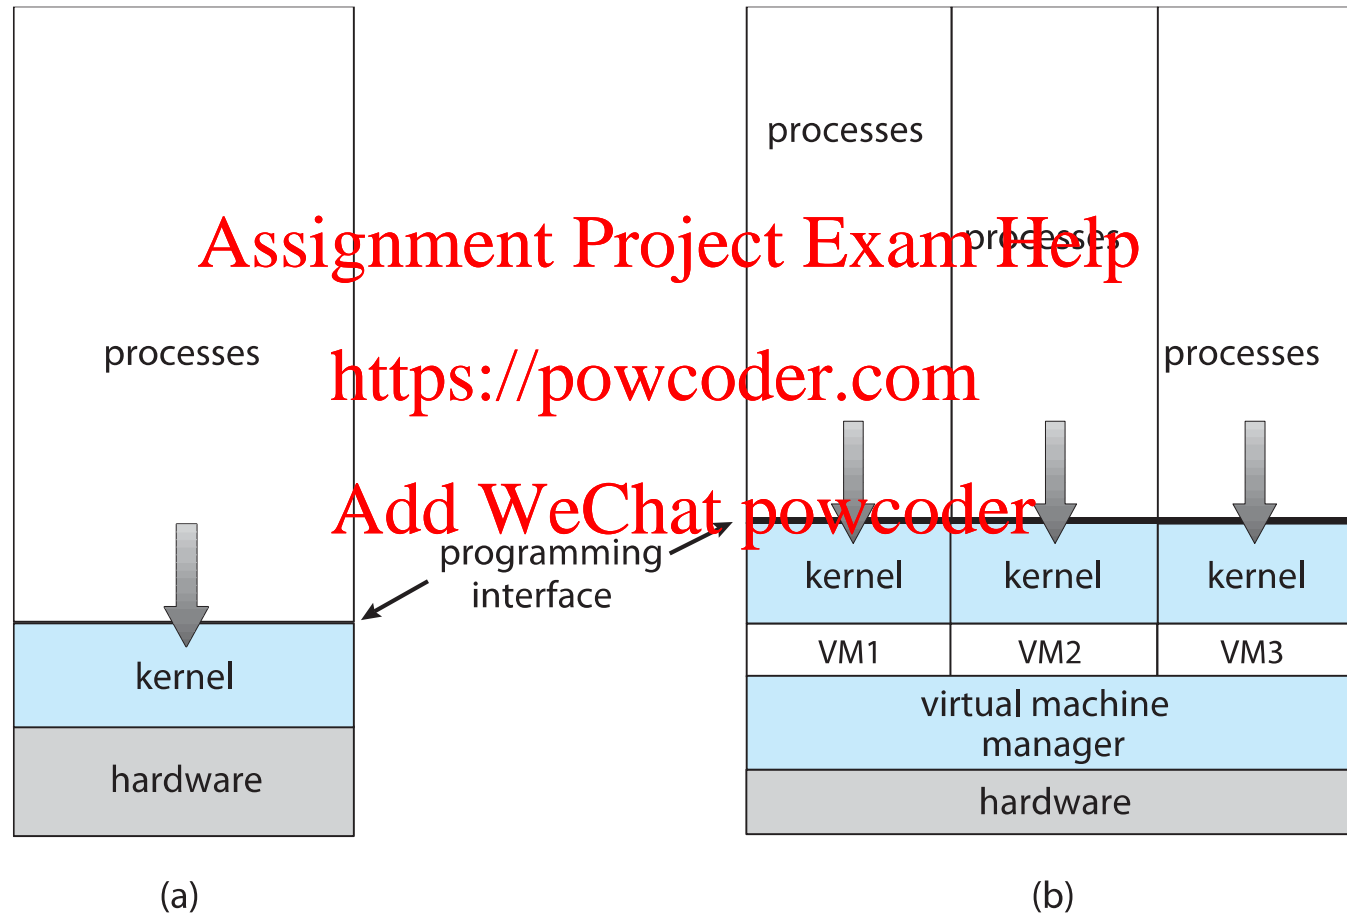 processes
processes
Assignment Project Exam Help
processes
processes
https://powcoder.com
processes
Add WeChat powcoder
programming
interface
kernel
kernel
kernel
kernel
VM1
VM2
VM3
virtual machine
manager
hardware
hardware
(a)
(b)